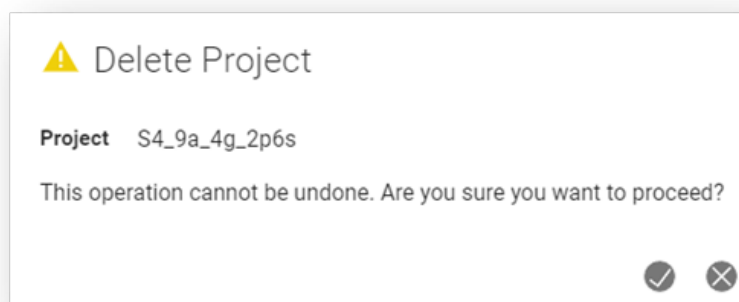 Delete Project
Project S4_9a_4g_2p6s
This operation cannot be undone. Are you sure you want to proceed?